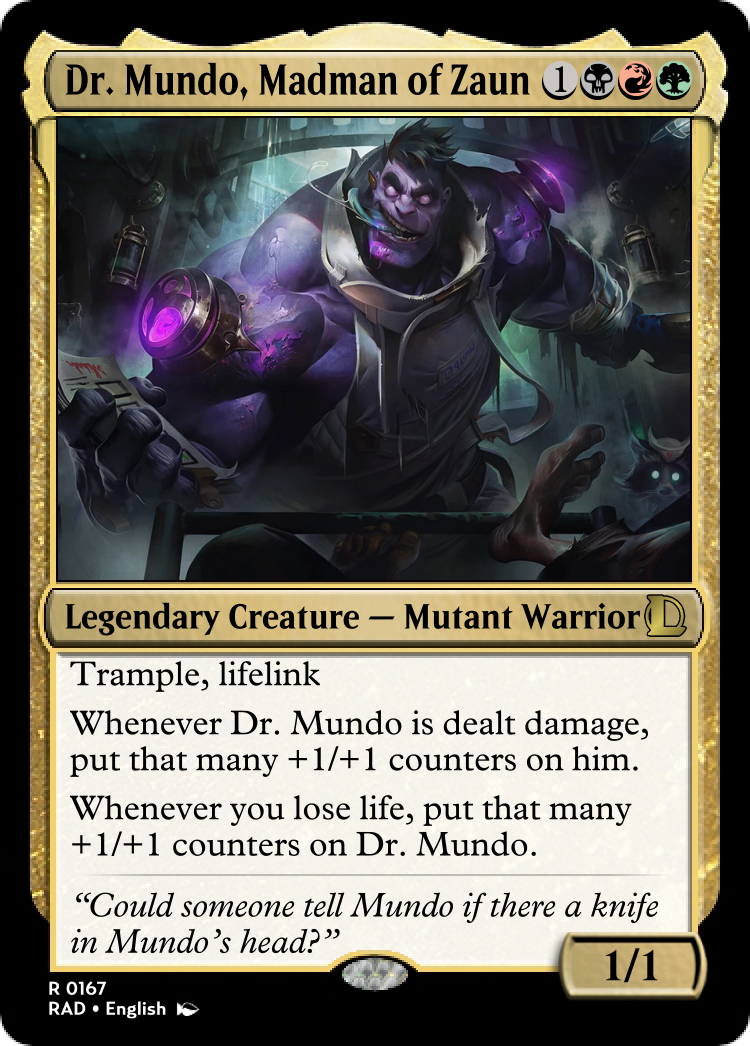 Dr. Mundo, Madman of Zaun 1
Legendary Creature — Mutant Warrior
Trample, lifelink
Whenever Dr. Mundo is dealt damage,
put that many +1/+1 counters on him.
Whenever you lose life, put that many
+1/+1 counters on Dr. Mundo.
“Could someone tell Mundo if there a knife
in Mundo’s head?”
1/1
R 0167
RAD • English